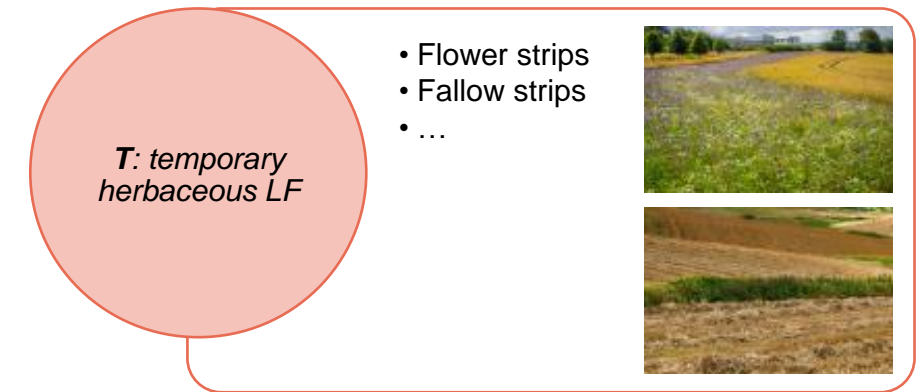 T: temporary
herbaceous LF
• Flower strips
• Fallow strips
• …